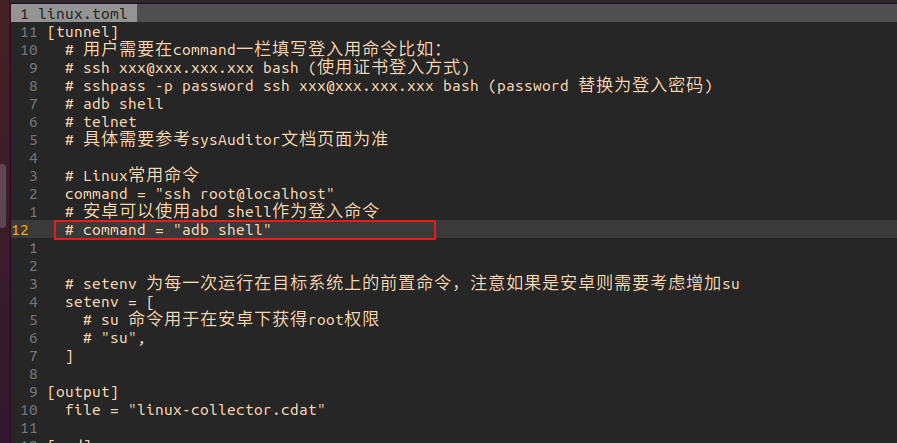 1 linux.toml
11 [tunnel]
10 # 用户需要在command一栏填写登入用命令比如：
9 # ssh xxx@xxx.xxx.xxx bash (使用证书登入方式)
8 # sshpass -p password ssh xxx@xxx.xxx.xxx bash (password 替换为登入密码)
7 # adb shell
6 # telnet
5 # 具体需要参考sysAuditor文档页面为准
4
3 # Linux常用命令
2 command = "ssh root@localhost"
1 # 安卓可以使用abd shell作为登入命令
12 # command = "adb shell"
1
2
3 # setenv 为每一次运行在目标系统上的前置命令，注意如果是安卓则需要考虑增加su
4 setenv = [
5 # su 命令用于在安卓下获得root权限
6 # "su",
7 ]
8
9 [output]
10 file = "linux-collector.cdat"
11